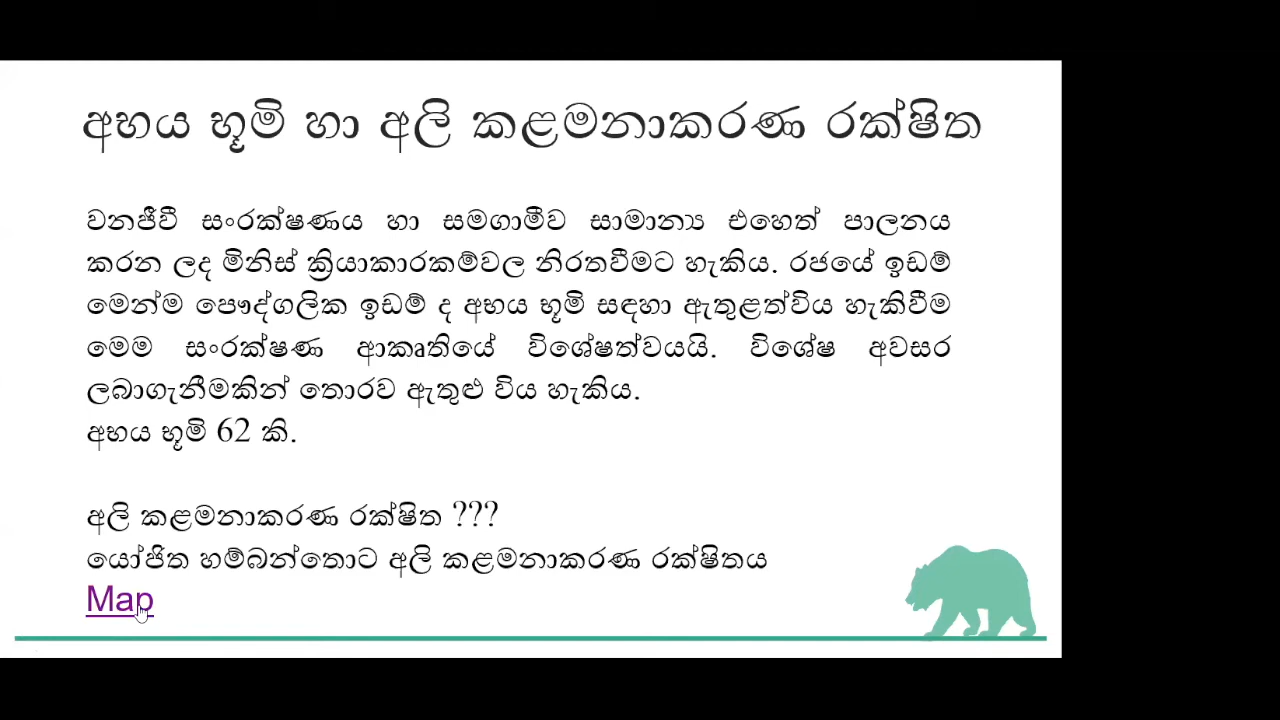 අභය භූමි හා අලි කළමනාකරණ රක්ෂිත
වනජීවී සංරක්ෂණය හා සමගාමීව සාමාන්‍ය එහෙත් පාලනය
කරන ලද මිනිස් ක්‍රියාකාරකම්වල නිරතවීමට හැකිය. රජයේ ඉඩම්
මෙන්ම පෞද්ගලික ඉඩම් ද අභය භූමි සඳහා ඇතුළත්විය හැකිවීම
මෙම සංරක්ෂණ ආකෘතියේ විශේෂත්වයයි. විශේෂ අවසර
ලබාගැනීමකින් තොරව ඇතුළු විය හැකිය.
අභය භූමි 62 කි.
අලි කළමනාකරණ රක්ෂිත ???
යෝජිත හම්බන්තොට අලි කළමනාකරණ රක්ෂිතය
Map